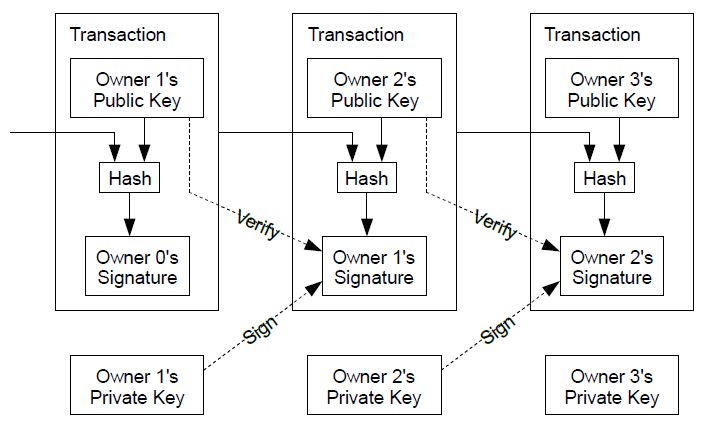 Transaction
Owner 1's
Public Key
Hash
Owner 0's
Signature
Transaction
Owner 2's
Public Key
Hash
Owner 1's
Signature
Transaction
Owner 3's
Public Key
Hash
Owner 2's
Signature
Verify
Verify
Sign
Sign
Owner 1's
Private Key
Owner 2's
Private Key
Owner 3's
Private Key